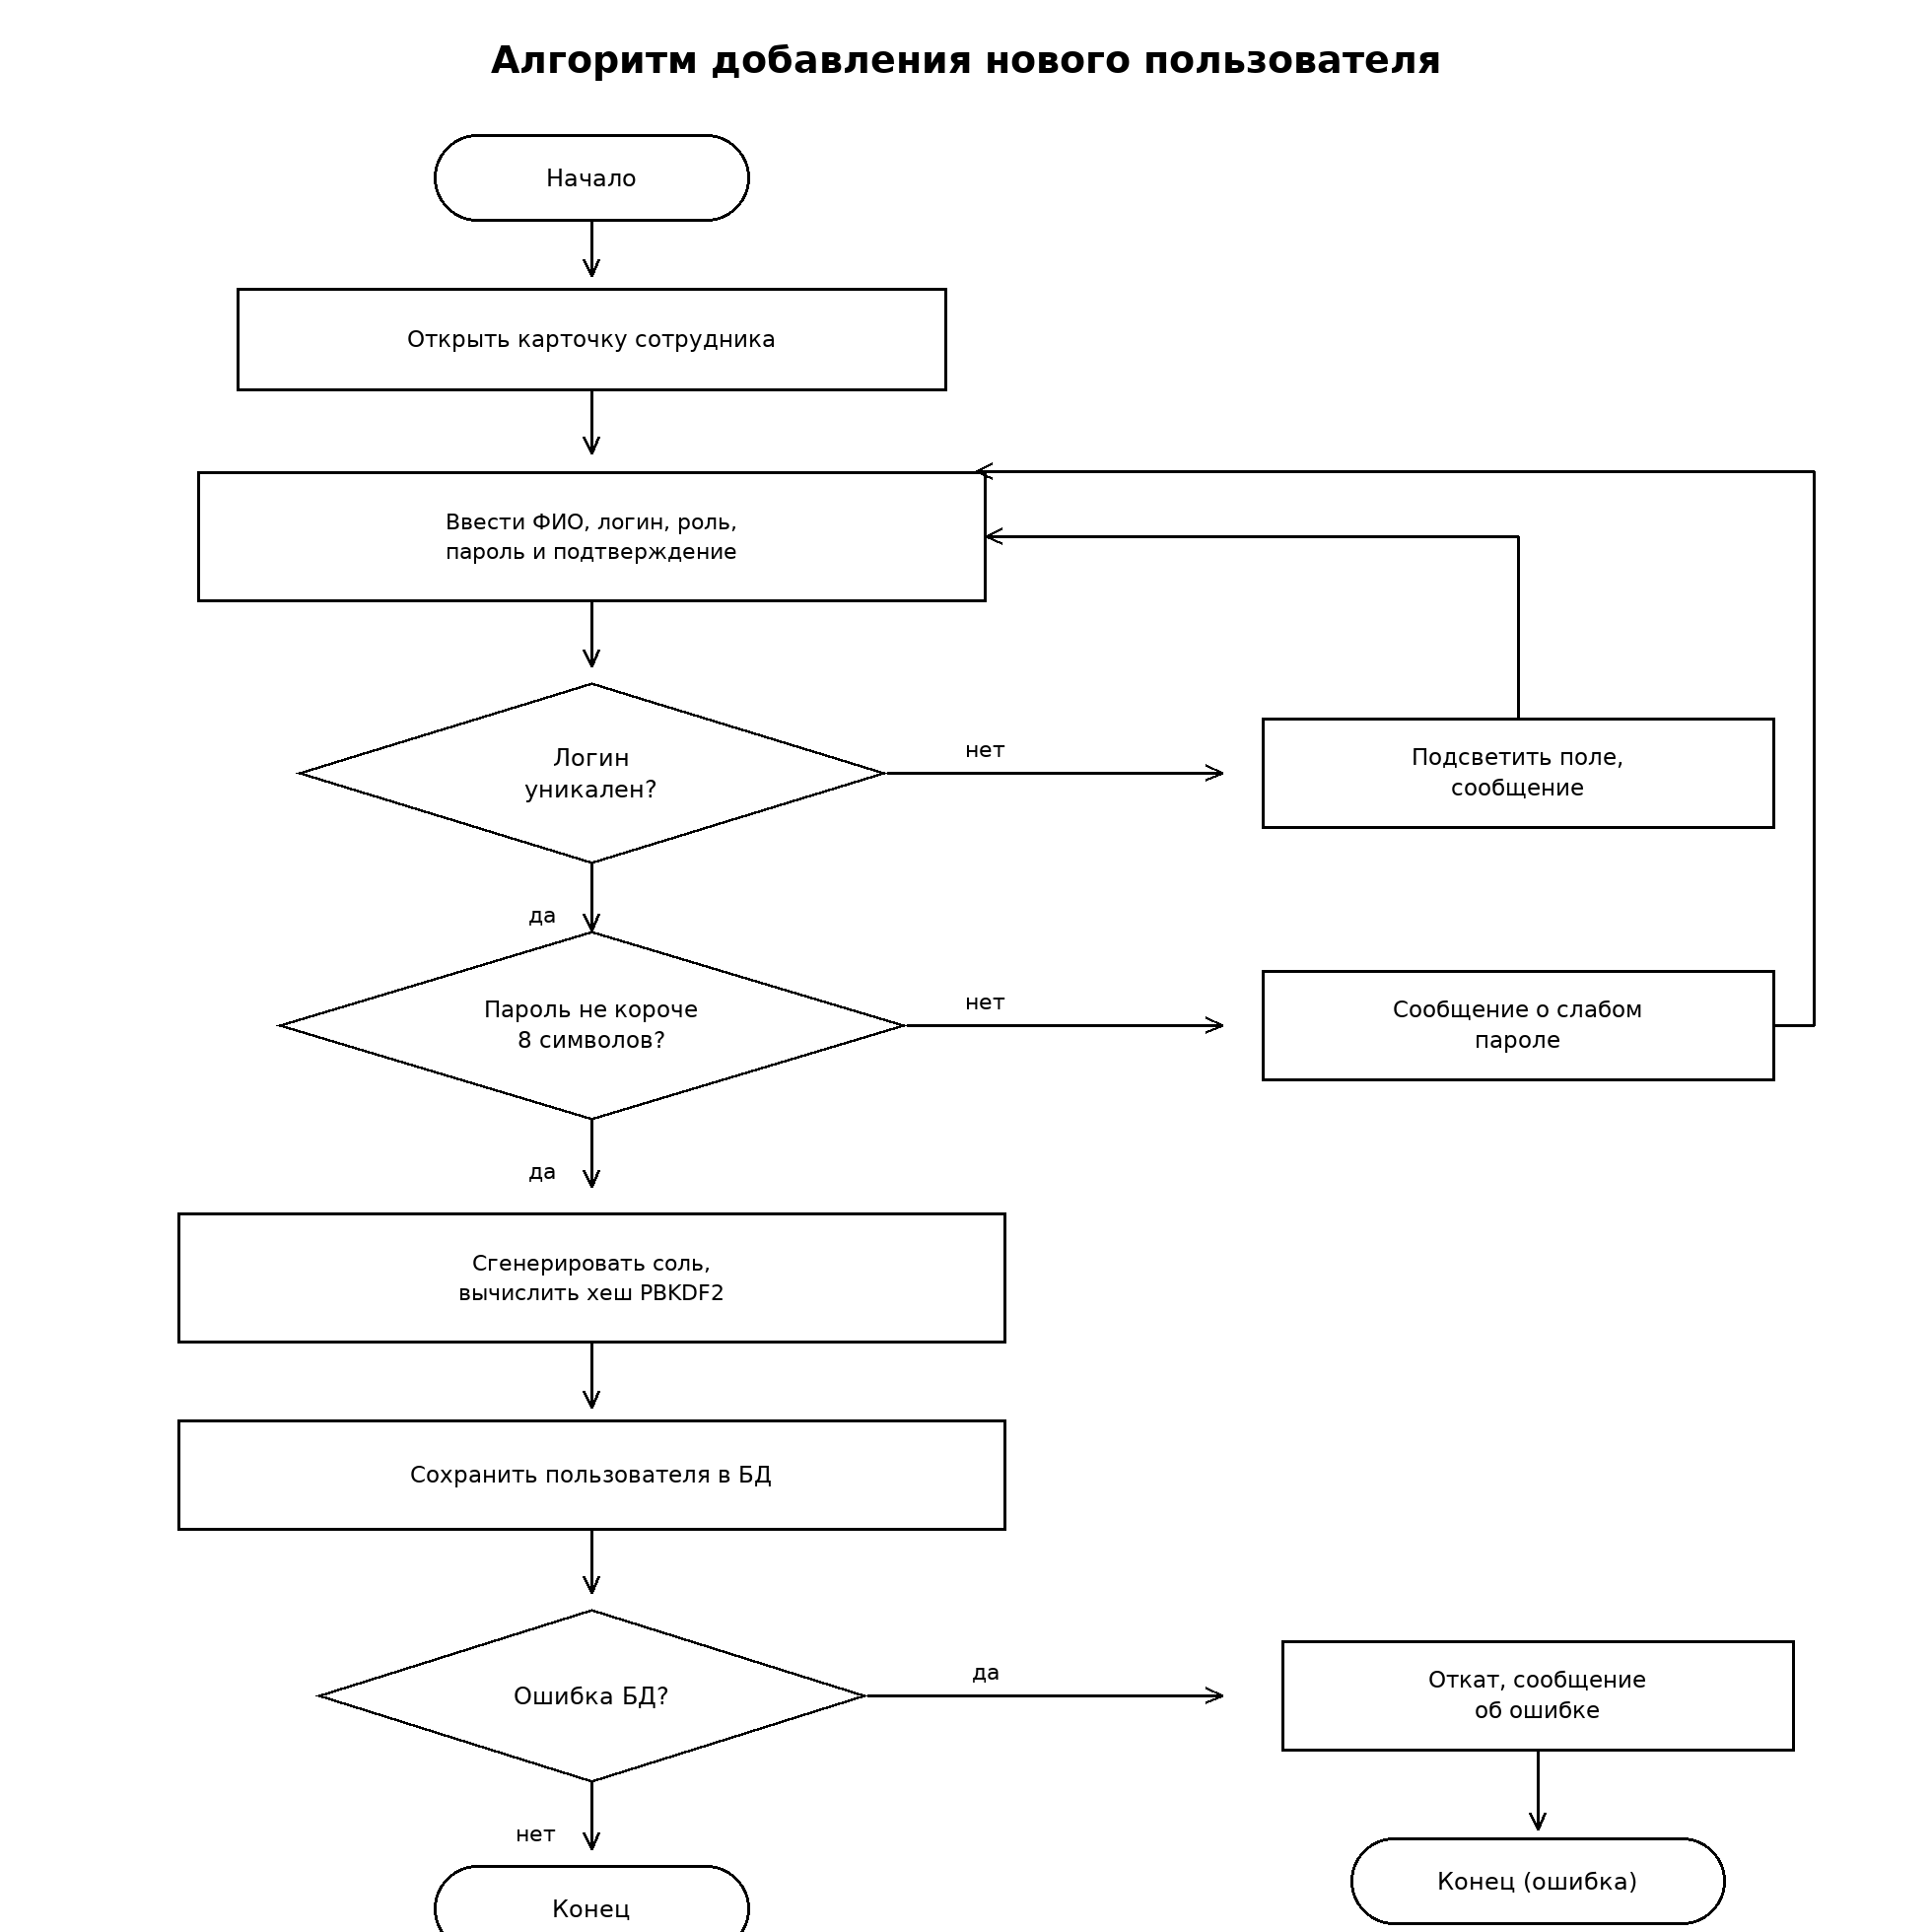 Алгоритм добавления нового пользователя
Начало
Открыть карточку сотрудника
Ввести ФИО, логин, роль,
пароль и подтверждение
Логин
уникален?
нет
Подсветить поле,
сообщение
да
Пароль не короче
8 символов?
нет
Сообщение о слабом
пароле
да
Сгенерировать соль,
вычислить хеш PBKDF2
Сохранить пользователя в БД
Ошибка БД?
да
Откат, сообщение
об ошибке
нет
Конец (ошибка)
Конец